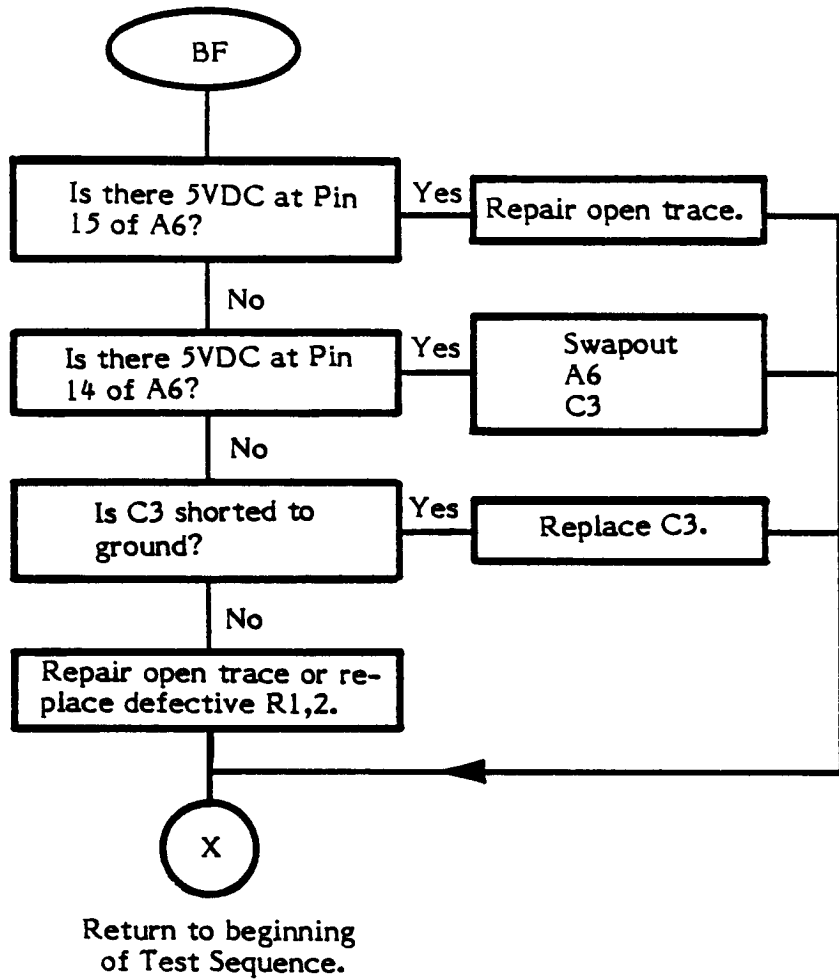 BF
Is there 5VDC at Pin
15 of A6?
Yes
Repair open trace.
No
Is there 5VDC at Pin
14 of A6?
Yes
Swapout
A6
C3
No
Is C3 shorted to
ground?
Yes
Replace C3.
No
Repair open trace or re-
place defective R1,2.
X
Return to beginning
of Test Sequence.